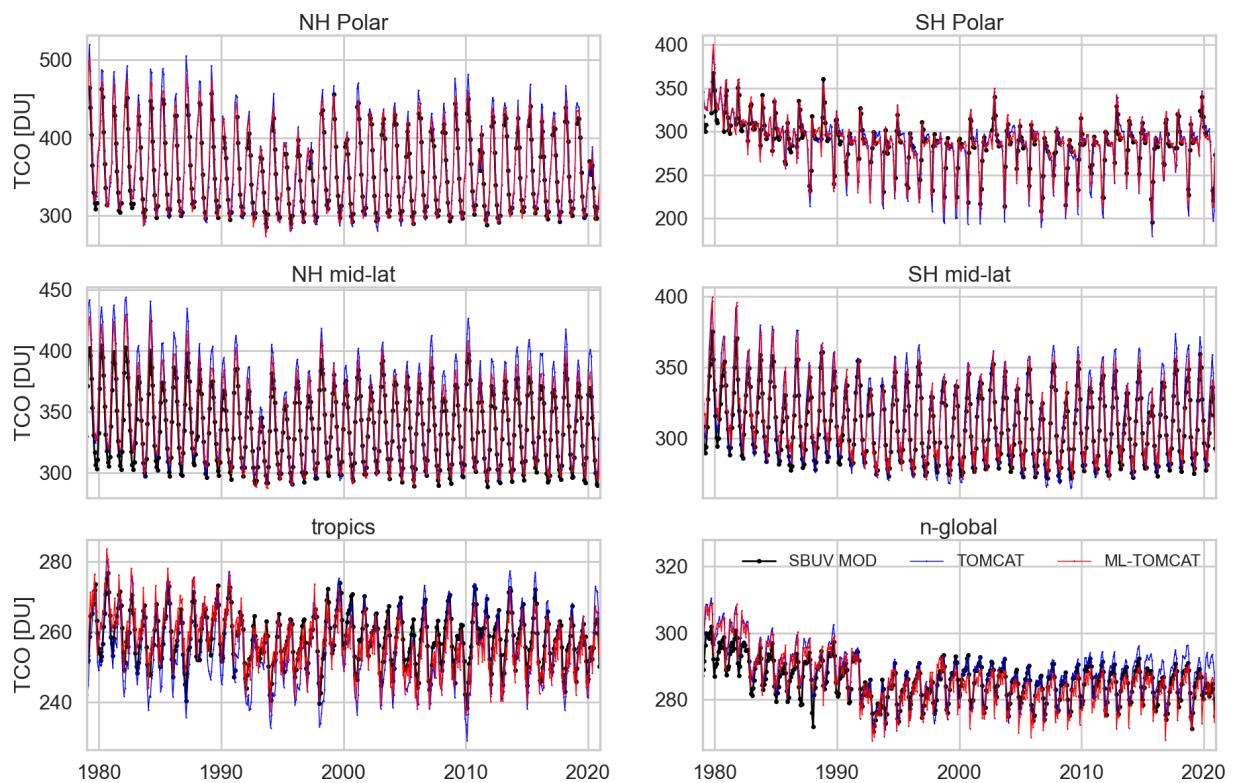 NH Polar
SH Polar
TCO [DU]
500
400
300
400
350
300
250
200
NH mid-lat
SH mid-lat
TCO [DU]
450
400
350
300
400
350
300
tropics
n-global
TCO [DU]
280
260
240
320
300
280
SBUV MOD TOMCAT ML-TOMCAT
1980 1990 2000 2010 2020
1980 1990 2000 2010 2020